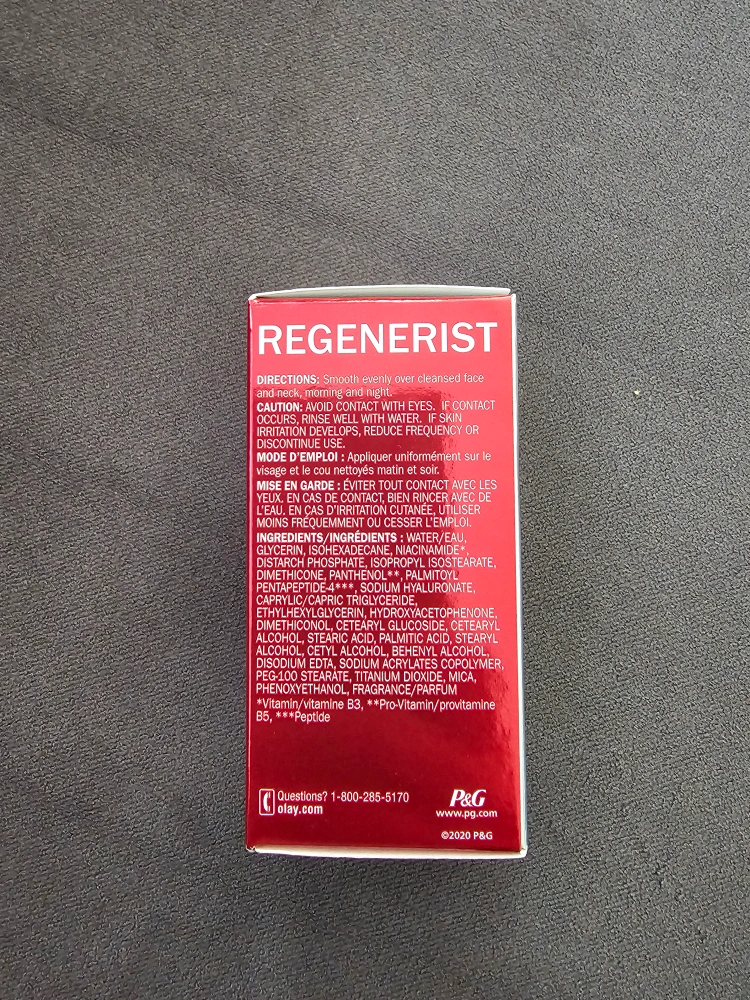 REGENERIST
DIRECTIONS: Smooth evenly over cleansed face
and neck, morning and night.
CAUTION: AVOID CONTACT WITH EYES. IF CONTACT
OCCURS, RINSE WELL WITH WATER. IF SKIN
IRRITATION DEVELOPS, REDUCE FREQUENCY OR
DISCONTINUE USE.
MODE D'EMPLOI : Appliquer uniformément sur le
visage et le cou nettoyés matin et soir.
MISE EN GARDE : ÉVITER TOUT CONTACT AVEC LES
YEUX. EN CAS DE CONTACT, BIEN RINCER AVEC DE
L'EAU. EN CAS D'IRRITATION CUTANÉE, UTILISER
MOINS FRÉQUEMMENT OU CESSER L'EMPLOI.
INGREDIENTS/INGRÉDIENTS : WATER/EAU,
GLYCERIN, ISOHEXADECANE, NIACINAMIDE*,
DISTARCH PHOSPHATE, ISOPROPYL ISOSTEARATE,
DIMETHICONE, PANTHENOL**, PALMITOYL
PENTAPEPTIDE-4***, SODIUM HYALURONATE,
CAPRYLIC/CAPRIC TRIGLYCERIDE,
ETHYLHEXYLGLYCERIN, HYDROXYACETOPHENONE,
DIMETHICONOL, CETEARYL GLUCOSIDE, CETEARYL
ALCOHOL, STEARIC ACID, PALMITIC ACID, STEARYL
ALCOHOL, CETYL ALCOHOL, BEHENYL ALCOHOL,
DISODIUM EDTA, SODIUM ACRYLATES COPOLYMER,
PEG-100 STEARATE, TITANIUM DIOXIDE, MICA,
PHENOXYETHANOL, FRAGRANCE/PARFUM
*Vitamin/vitamine B3, **Pro-Vitamin/provitamine
B5, ***Peptide
Questions? 1-800-285-5170
olay.com
P&G
www.pg.com
©2020 P&G